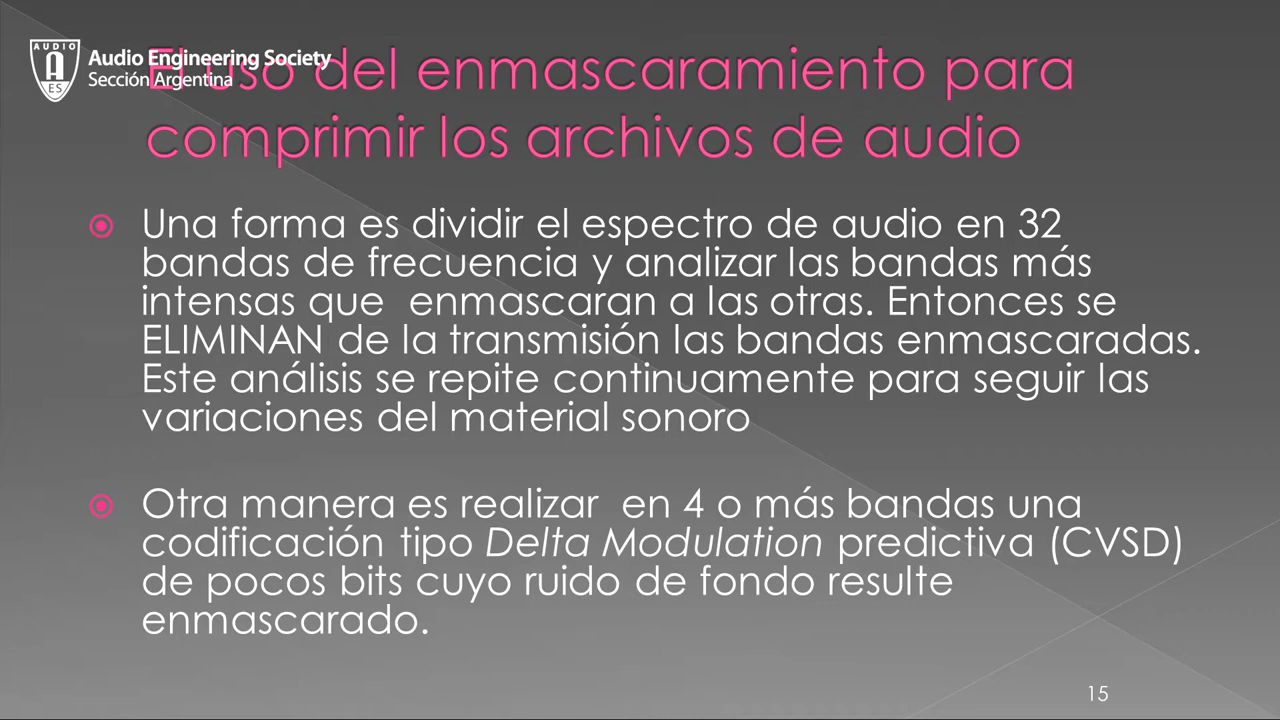 AUDIO
A
ES
Audio Engineering Society
Sección Argentina
El uso del enmascaramiento para
comprimir los archivos de audio
Una forma es dividir el espectro de audio en 32
bandas de frecuencia y analizar las bandas más
intensas que enmascaran a las otras. Entonces se
ELIMINAN de la transmisión las bandas enmascaradas.
Este análisis se repite continuamente para seguir las
variaciones del material sonoro
Otra manera es realizar en 4 o más bandas una
codificación tipo Delta Modulation predictiva (CVSD)
de pocos bits cuyo ruido de fondo resulte
enmascarado.
15